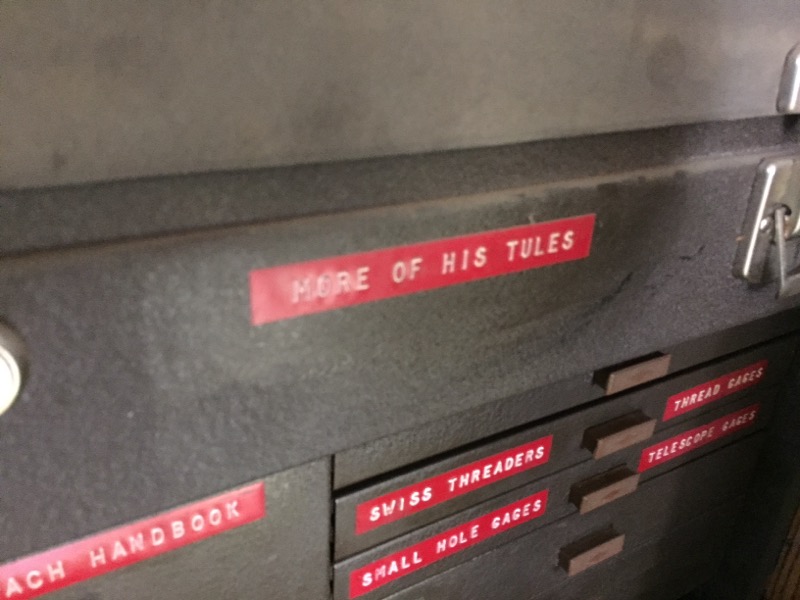 MORE OF HIS TULES
THREAD GAGES
TELESCOPE GAGES
SWISS THREADERS
SMALL HOLE GAGES
ACH HANDBOOK